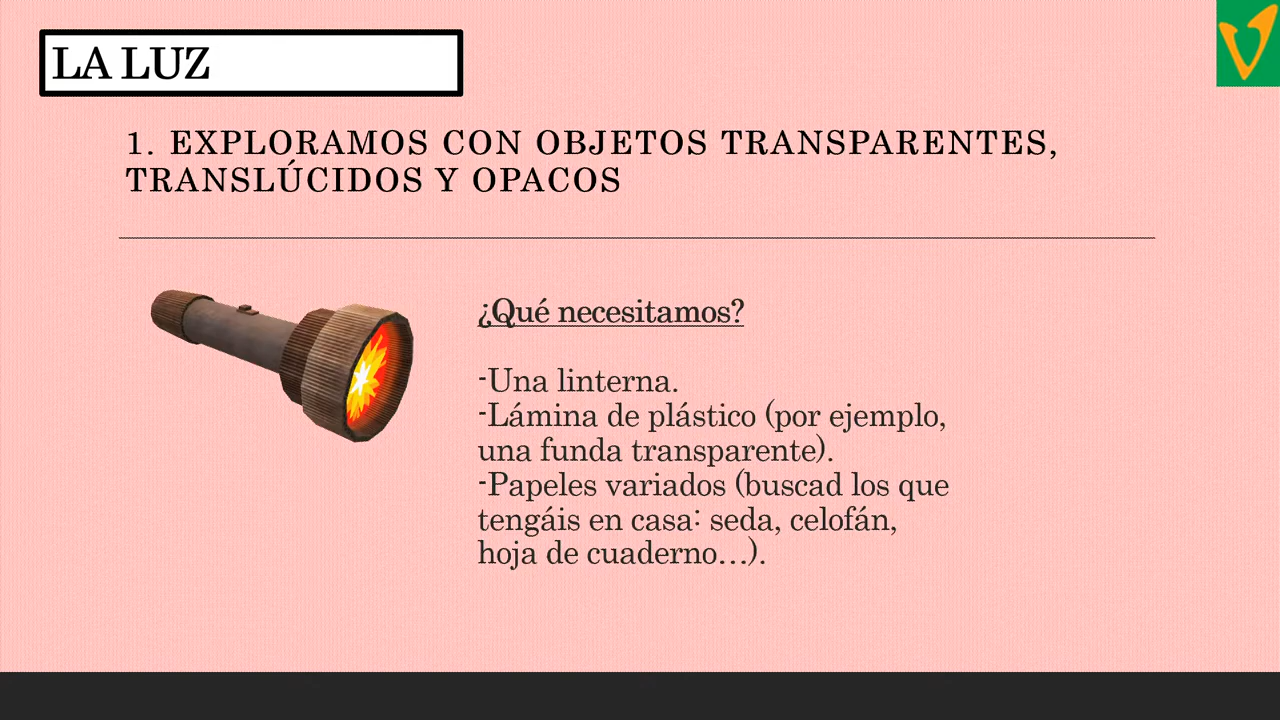 LA LUZ
1. EXPLORAMOS CON OBJETOS TRANSPARENTES,
TRANSLÚCIDOS Y OPACOS
¿Qué necesitamos?
-Una linterna.
-Lámina de plástico (por ejemplo,
una funda transparente).
-Papeles variados (buscad los que
tengáis en casa: seda, celofán,
hoja de cuaderno…).